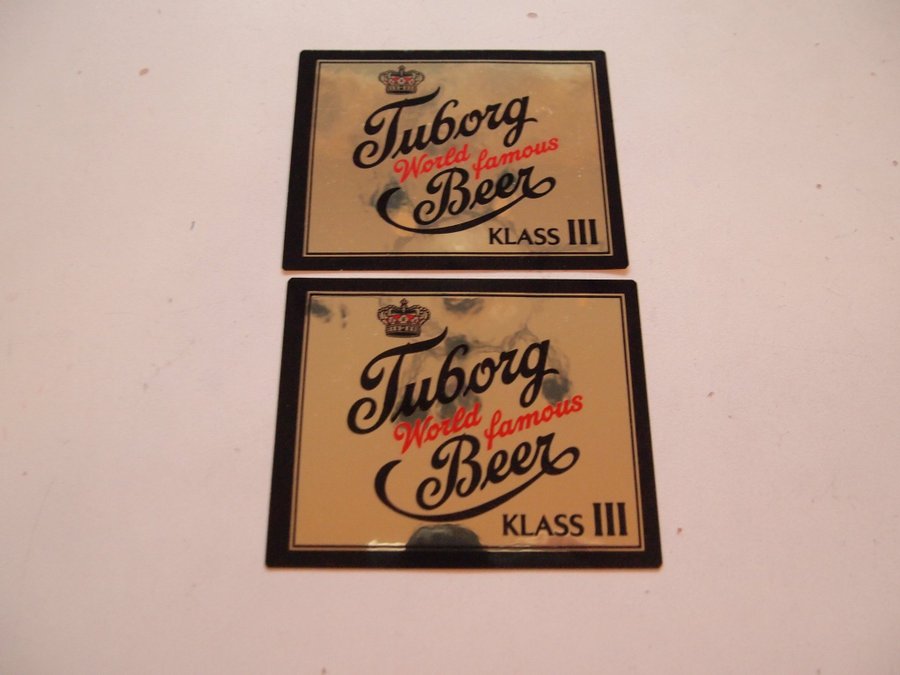 Tuborg
World famous
Beer
KLASS III
Tuborg
World famous
Beer
KLASS III